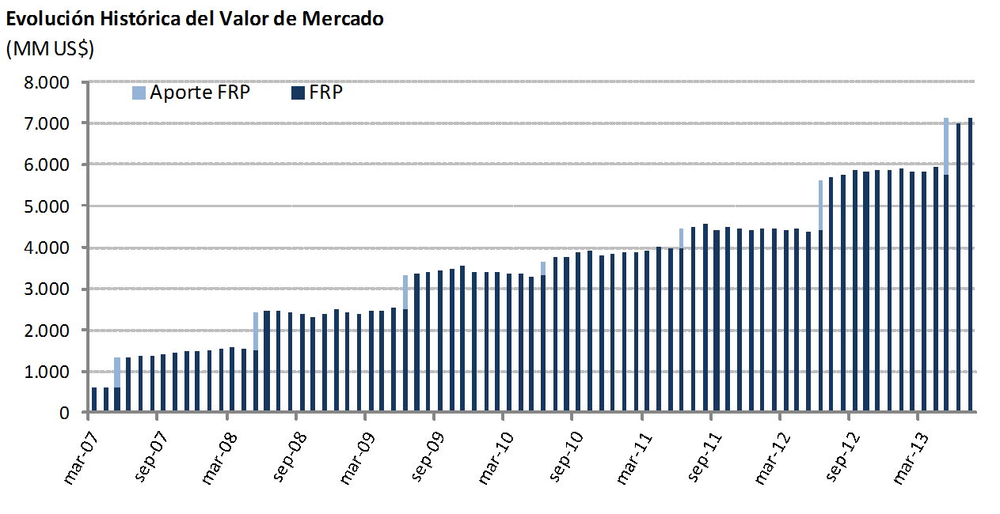 Evolución Histórica del Valor de Mercado
(MM US$)
8.000
Aporte FRP FRP
7.000
6.000
5.000
4.000
3.000
2.000
1.000
0
mar-07 sep-07 mar-08 sep-08 mar-09 sep-09 mar-10 sep-10 mar-11 sep-11 mar-12 sep-12 mar-13